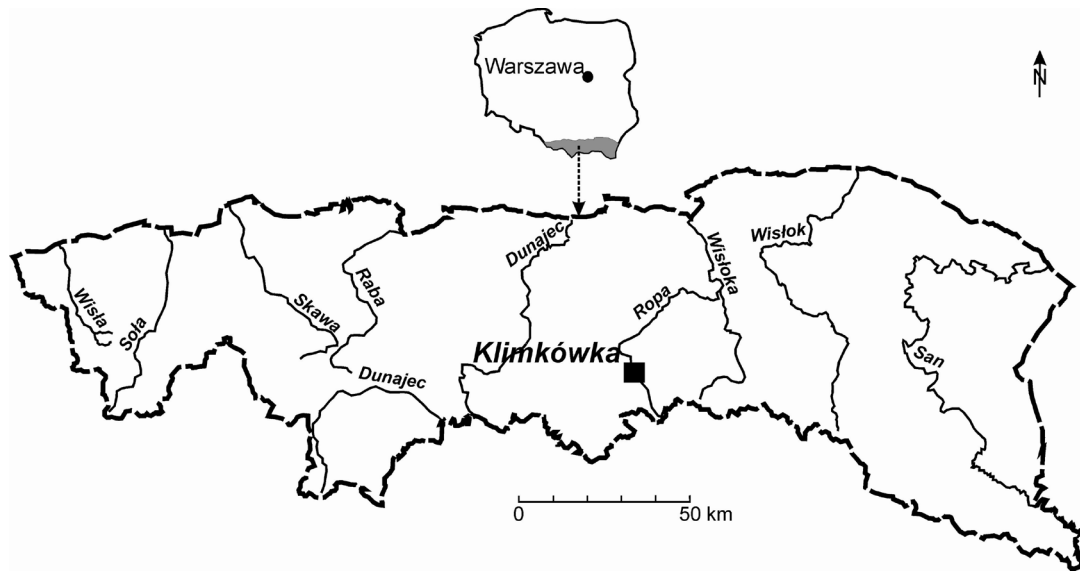 Warszawa
N
Wisła
Soła
Skawa
Raba
Dunajec
Dunajec
Klimkówka
Ropa
Wisłoka
Wisłok
San
0 50 km